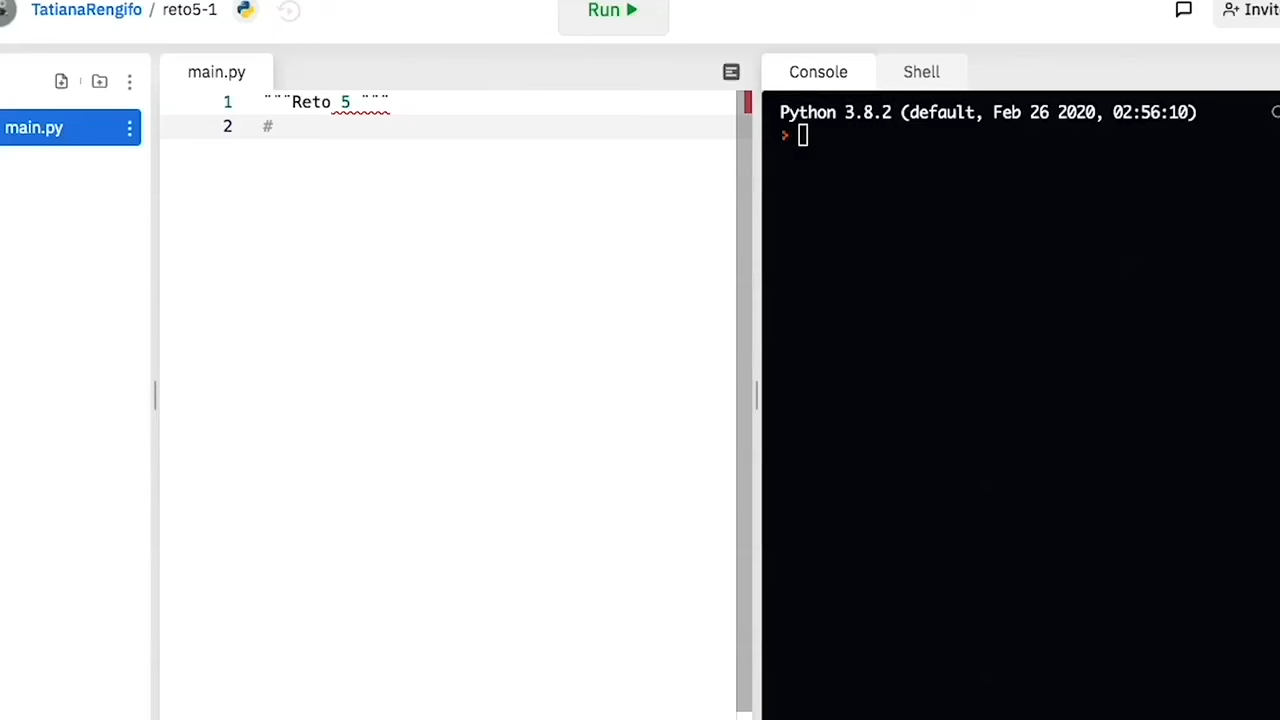 TatianaRengifo / reto5-1
Run
Invit
main.py
main.py
Console
Shell
1 """Reto 5 """
2 #
Python 3.8.2 (default, Feb 26 2020, 02:56:10)
>